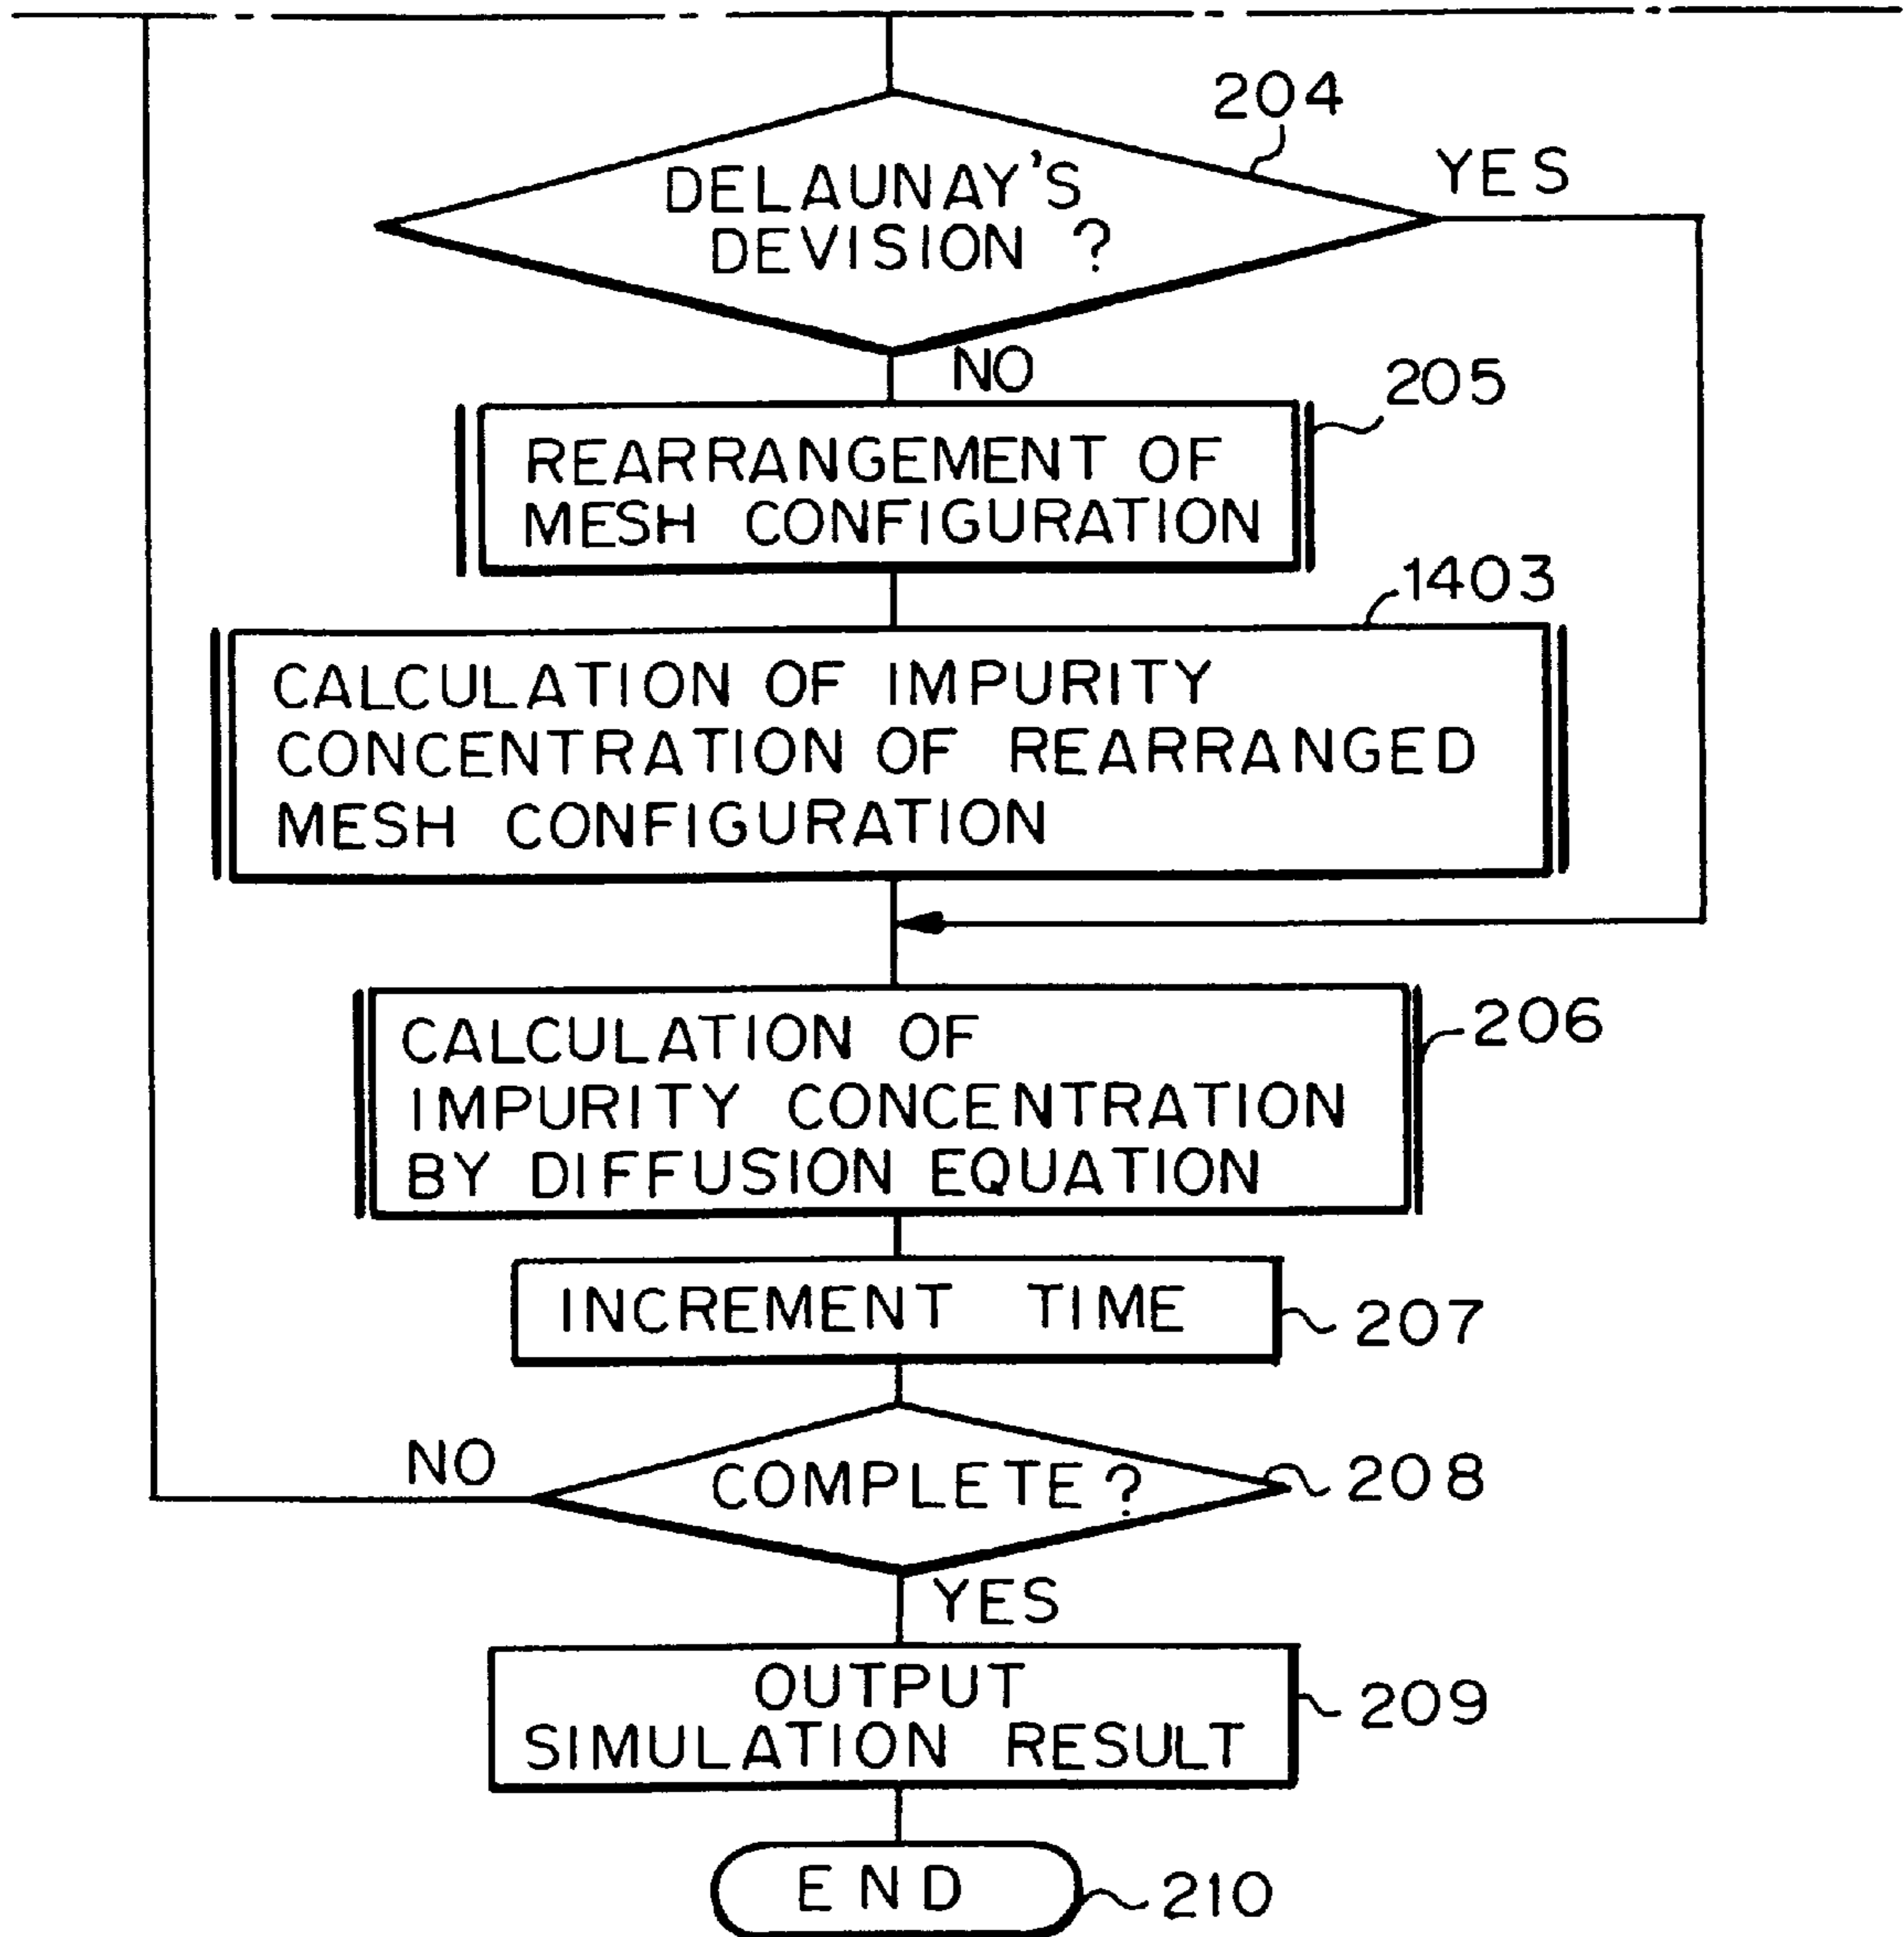 204
YES
DELAUNAY'S
DEVISION ?
NO
205
REARRANGEMENT OF
MESH CONFIGURATION
1403
CALCULATION OF IMPURITY
CONCENTRATION OF REARRANGED
MESH CONFIGURATION
206
CALCULATION OF
IMPURITY CONCENTRATION
BY DIFFUSION EQUATION
INCREMENT TIME
207
NO
COMPLETE ?
208
YES
OUTPUT
SIMULATION RESULT
209
END
210